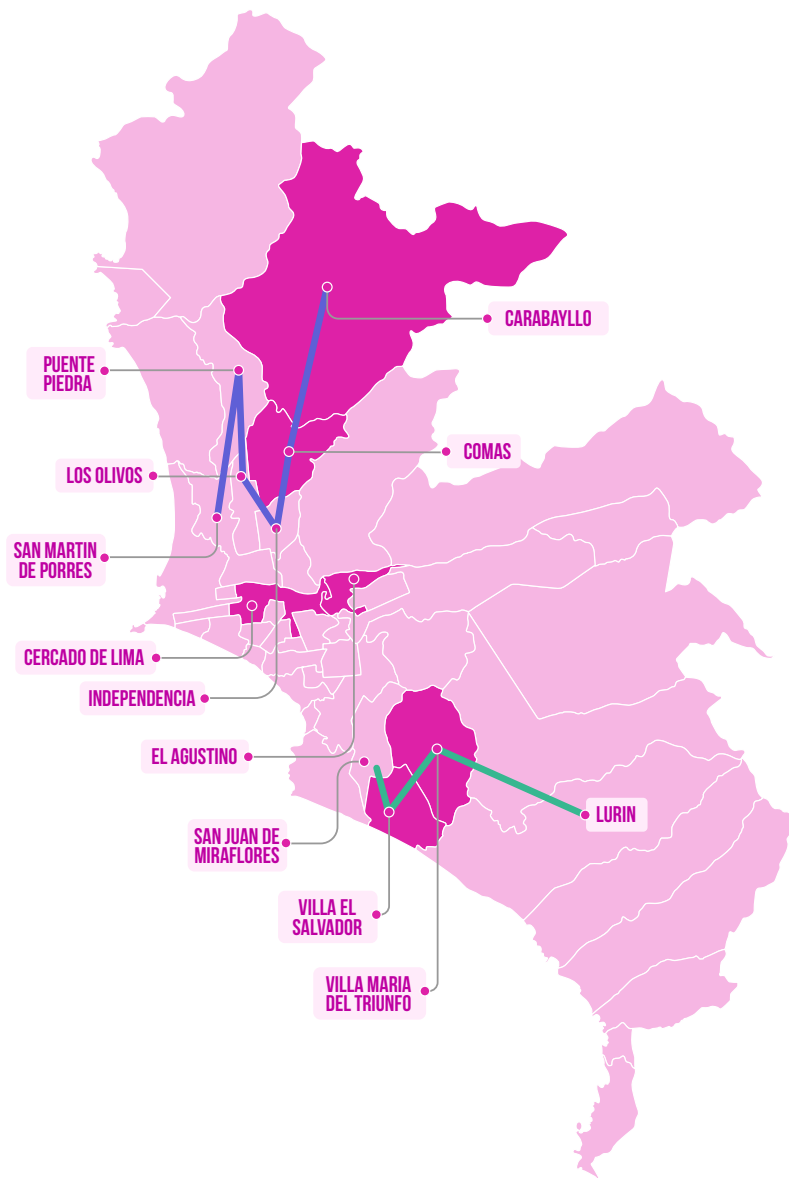 CARABAYLLO
PUENTE
PIEDRA
COMAS
LOS OLIVOS
SAN MARTIN
DE PORRES
CERCADO DE LIMA
INDEPENDENCIA
EL AGUSTINO
LURIN
SAN JUAN DE
MIRAFLORES
VILLA EL
SALVADOR
VILLA MARIA
DEL TRIUNFO